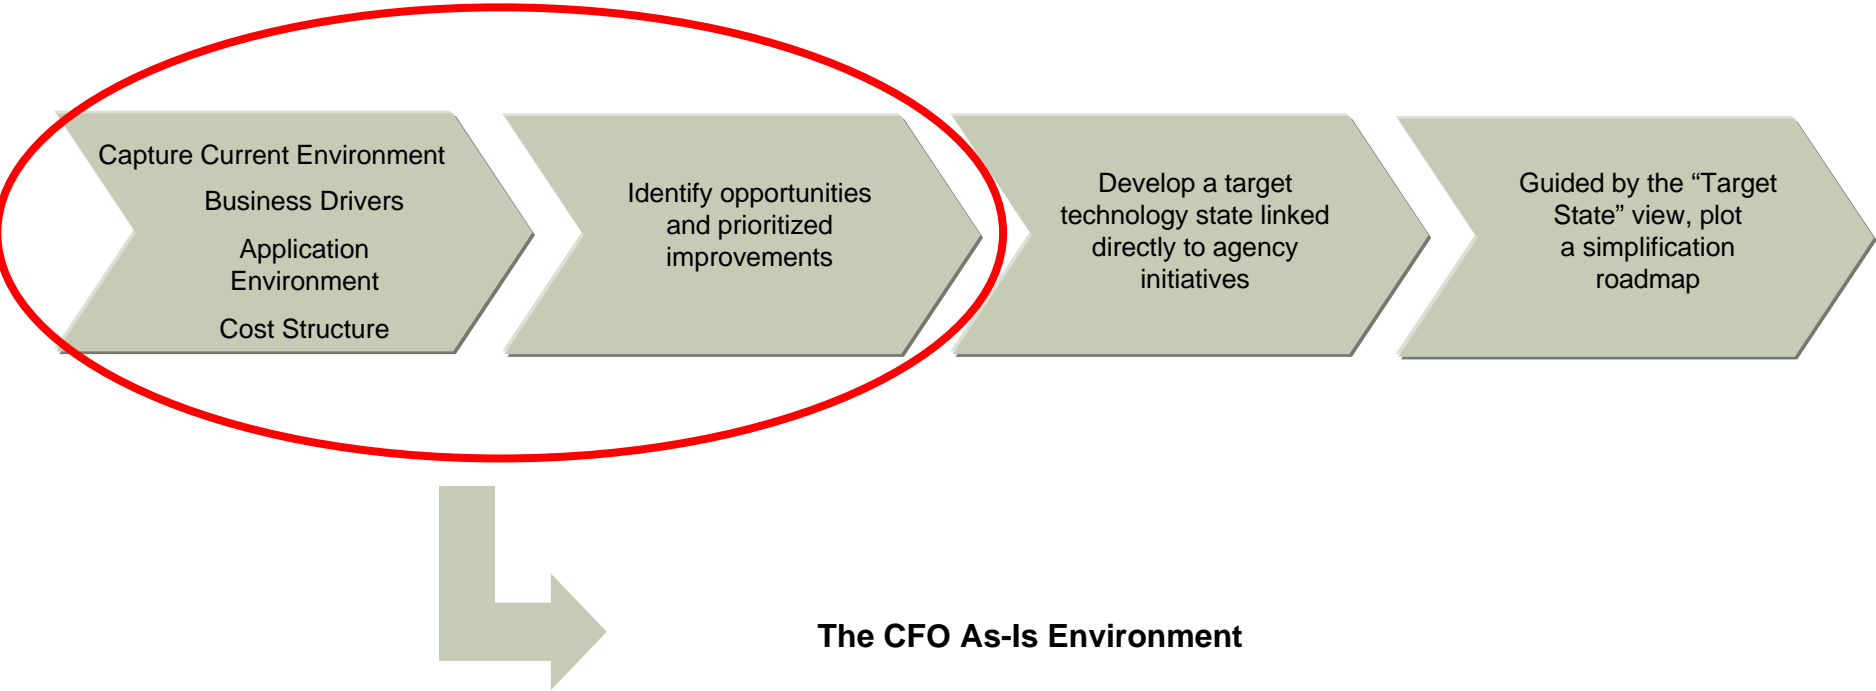 Capture Current Environment
Business Drivers
Application
Environment
Cost Structure
Identify opportunities
and prioritized
improvements
Develop a target
technology state linked
directly to agency
initiatives
Guided by the “Target
State” view, plot
a simplification
roadmap
The CFO As-Is Environment